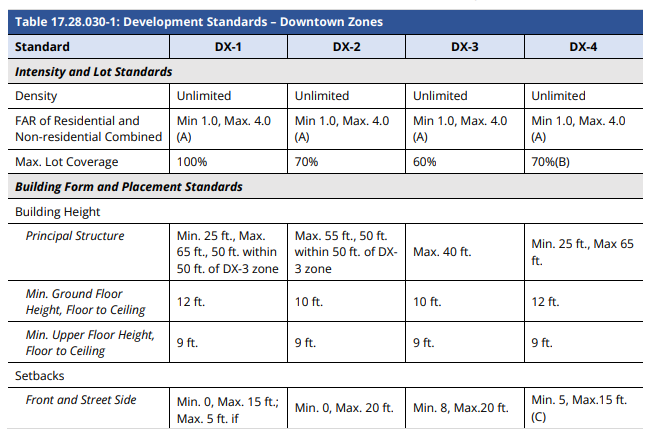 Table 17.28.030-1: Development Standards – Downtown Zones
Standard DX-1 DX-2 DX-3 DX-4
Intensity and Lot Standards
Density Unlimited Unlimited Unlimited Unlimited
FAR of Residential and Min 1.0, Max. 4.0 Min 1.0, Max. 4.0 Min 1.0, Max. 4.0 Min 1.0, Max. 4.0
Non-residential Combined (A) (A) (A) (A)
Max. Lot Coverage 100% 70% 60% 70%(B)
Building Form and Placement Standards
Building Height
Principal Structure
Min. 25 ft., Max.
65 ft., 50 ft. within
50 ft. of DX-3 zone
Max. 55 ft., 50 ft.
within 50 ft. of DX-
3 zone
Max. 40 ft.
Min. 25 ft., Max 65
ft.
Min. Ground Floor
Height, Floor to Ceiling
12 ft. 10 ft. 10 ft. 12 ft.
Min. Upper Floor Height,
Floor to Ceiling
9 ft. 9 ft. 9 ft. 9 ft.
Setbacks
Front and Street Side
Min. 0, Max. 15 ft.;
Max. 5 ft. if
Min. 0, Max. 20 ft.
Min. 8, Max.20 ft.
Min. 5, Max.15 ft.
(C)